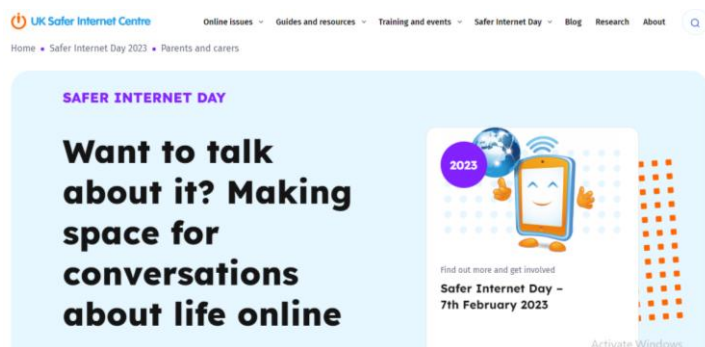 UK Safer Internet Centre
Online issues Guides and resources Training and events Safer Internet Day Blog Research About
Home • Safer Internet Day 2023 • Parents and carers
SAFER INTERNET DAY
Want to talk
about it? Making
space for
conversations
about life online
2023
Find out more and get involved
Safer Internet Day –
7th February 2023
Activate Windows